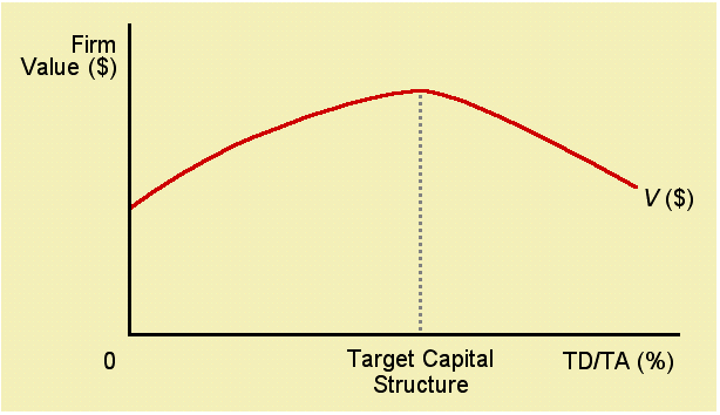 Firm
Value ($)
V ($)
0
Target Capital
Structure
TD/TA (%)